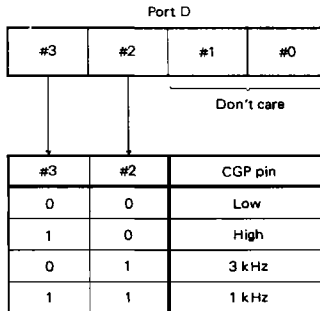 Port D
#3 #2 #1 #0
Don't care
#3 #2 CGP pin
0 0 Low
1 0 High
0 1 3 kHz
1 1 1 kHz